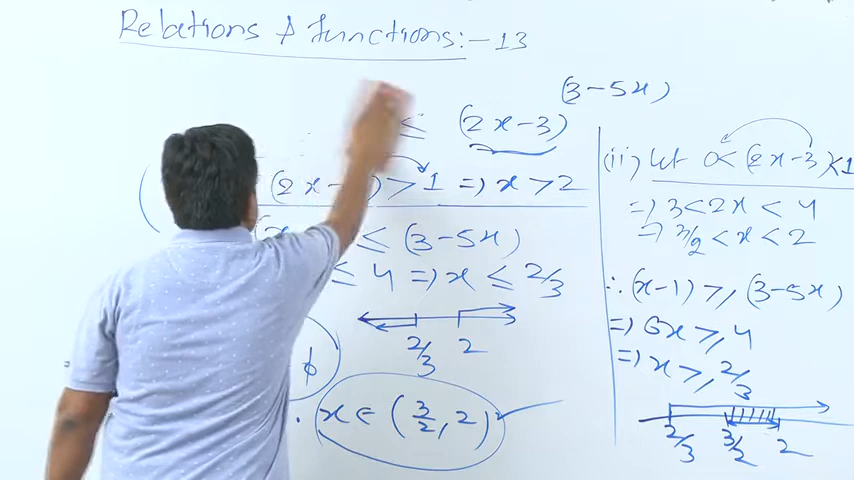 Relations & functions:- 13
(3-5x)
≤ (2x-3)
(2x- ) > 1 => x > 2
≤ (3-5x)
≤ 4 => x ≤ 2/3
2/3 2
ϕ
. x ∈ (3/2, 2)
(ii) let 0 < (2x-3) < 1
=> 3 < 2x < 4
=> 3/2 < x < 2
∴ (x-1) >, (3-5x)
=> 6x >, 4
=> x >, 2/3
2/3 3/2 2